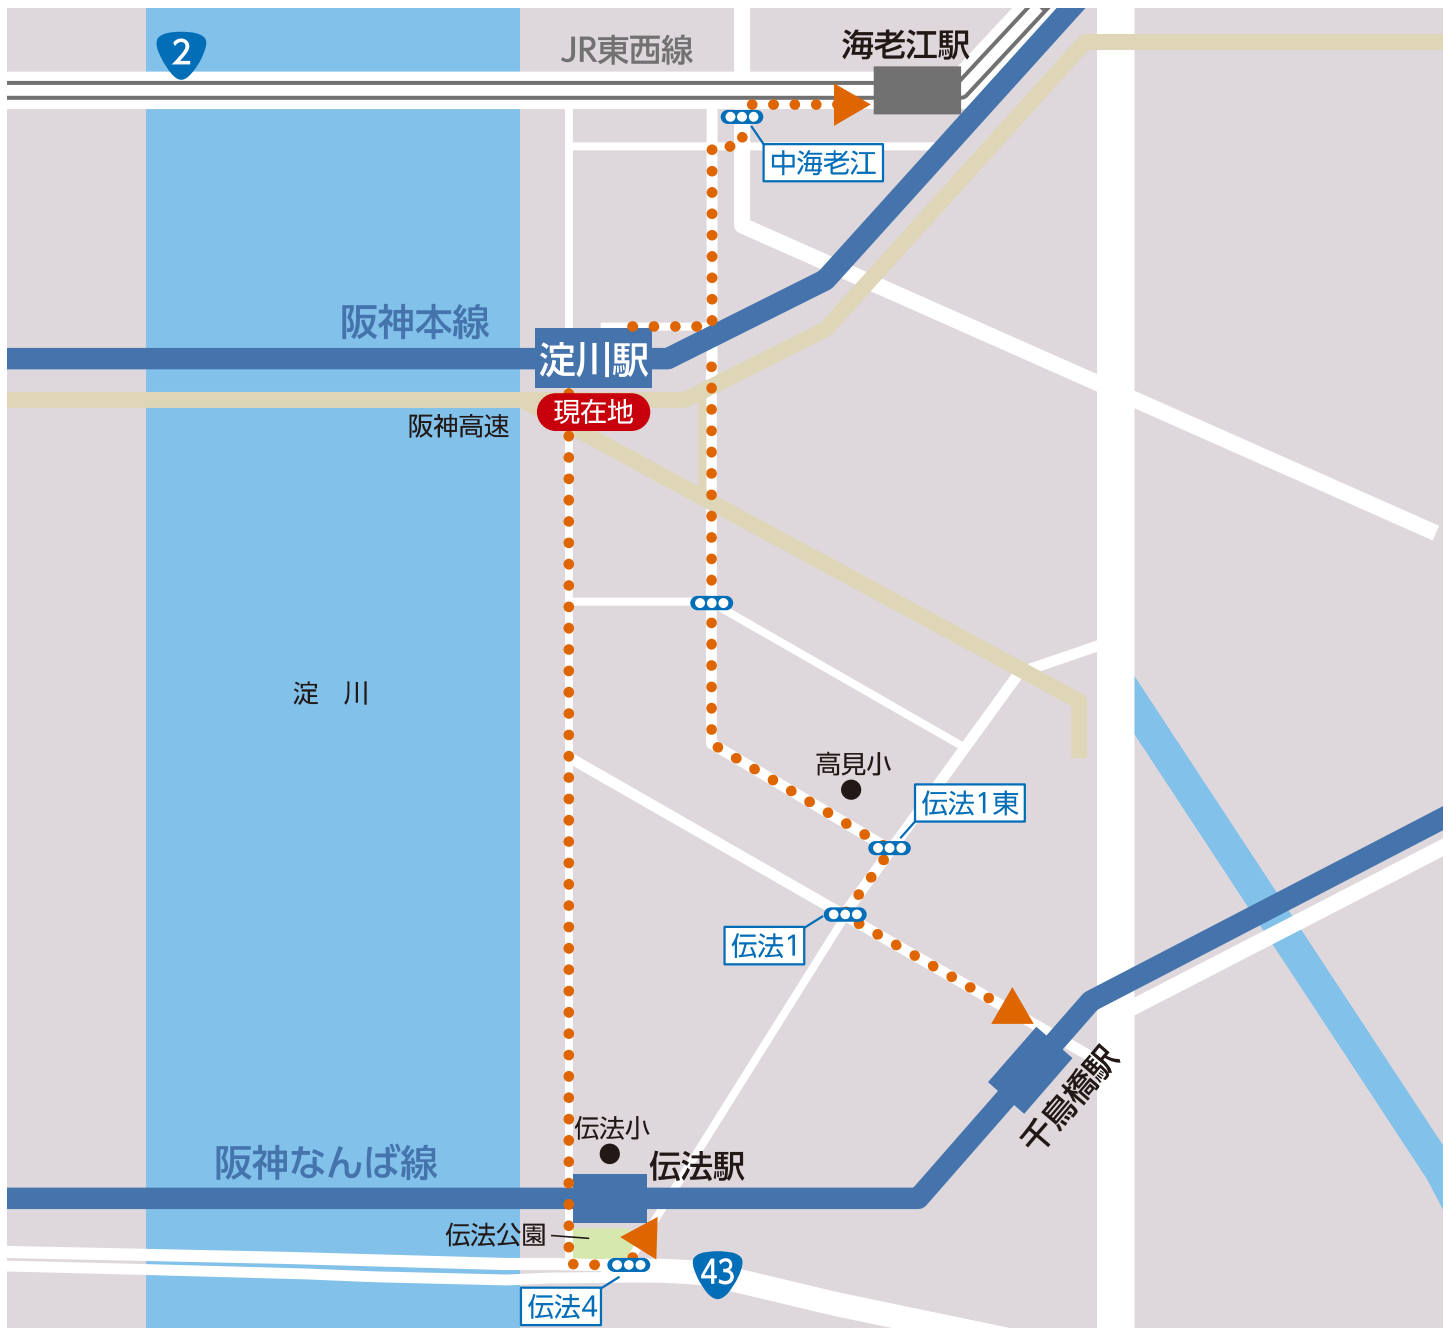 2
JR東西線
海老江駅
中海老江
阪神本線
淀川駅
現在地
阪神高速
淀 川
高見小
伝法1東
伝法1
千鳥橋駅
伝法小
伝法駅
阪神なんば線
伝法公園
43
伝法4